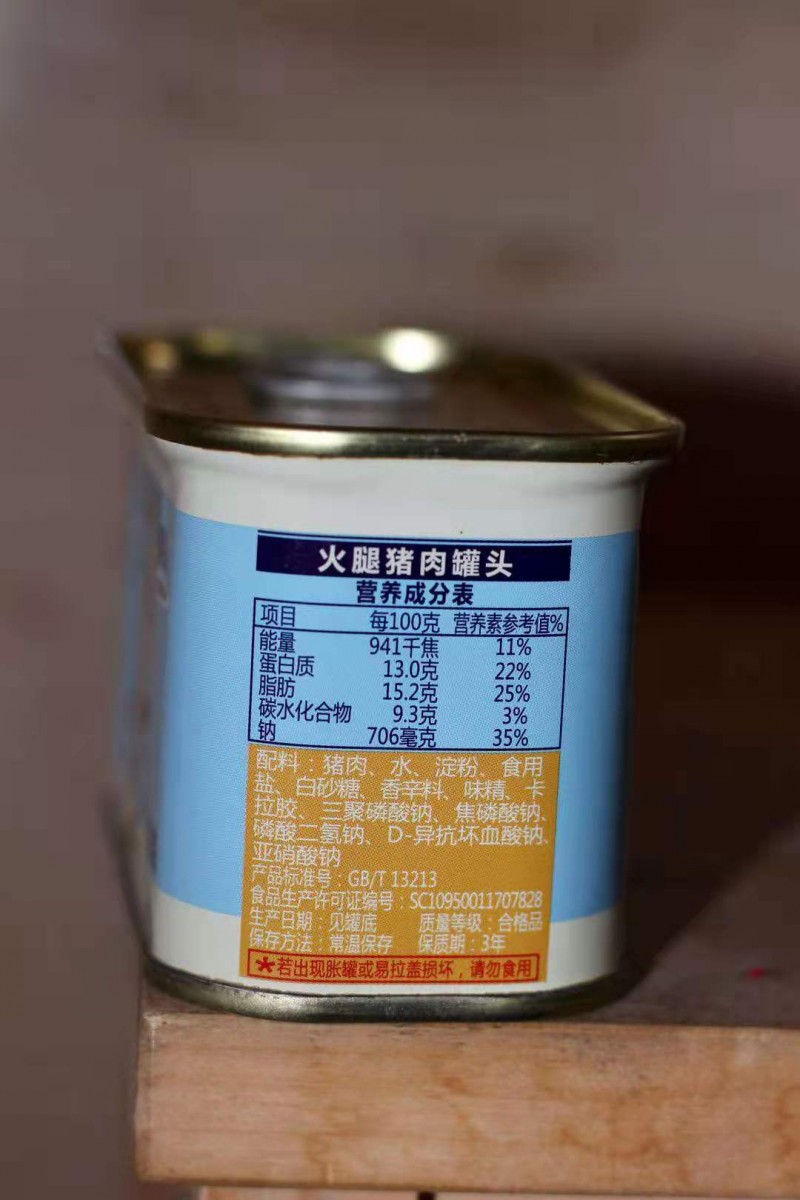 火腿猪肉罐头
营养成分表
项目 每100克 营养素参考值%
能量 941千焦 11%
蛋白质 13.0克 22%
脂肪 15.2克 25%
碳水化合物 9.3克 3%
钠 706毫克 35%
配料：猪肉、水、淀粉、食用
盐、白砂糖、香辛料、味精、卡
拉胶、三聚磷酸钠、焦磷酸钠、
磷酸二氢钠、D-异抗坏血酸钠、
亚硝酸钠
产品标准号：GB/T 13213
食品生产许可证编号：SC10950011707828
生产日期：见罐底 质量等级：合格品
保存方法：常温保存 保质期：3年
*若出现胀罐或易拉盖损坏，请勿食用